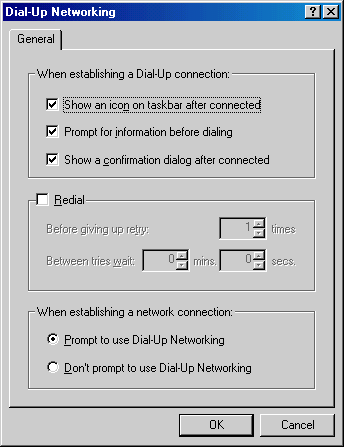 Dial-Up Networking
General
When establishing a Dial-Up connection:
Show an icon on taskbar after connected
Prompt for information before dialing
Show a confirmation dialog after connected
Redial
Before giving up retry: 1 times
Between tries wait: 0 mins. 0 secs.
When establishing a network connection:
Prompt to use Dial-Up Networking
Don't prompt to use Dial-Up Networking
OK Cancel